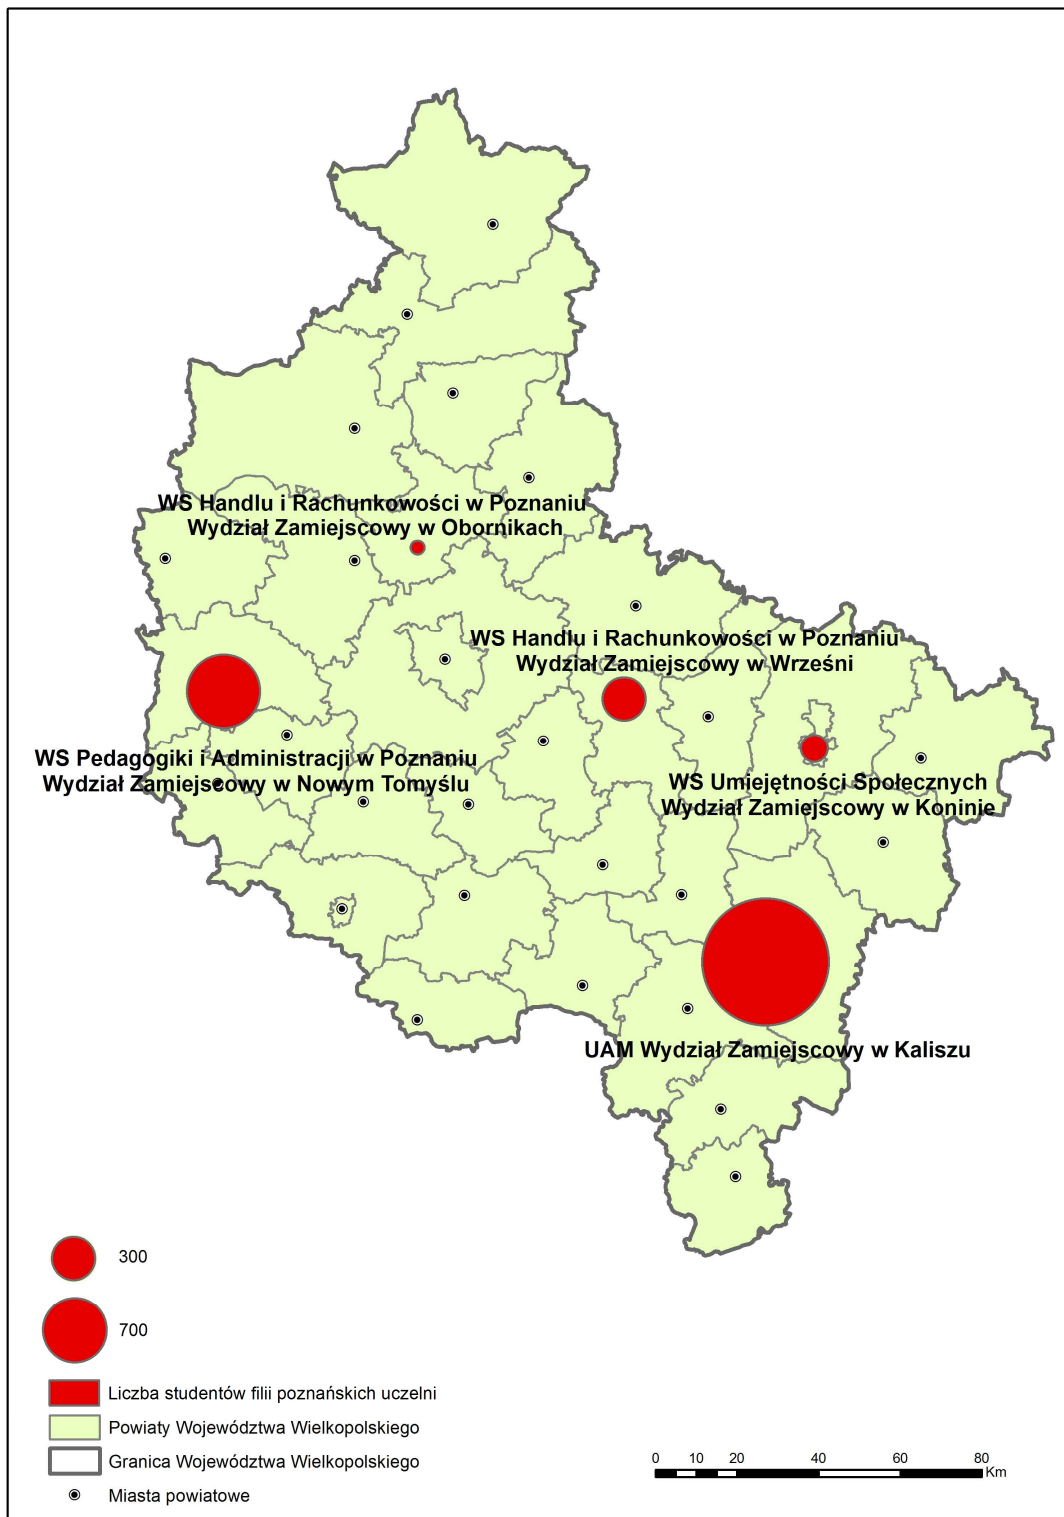 WS Handlu i Rachunkowości w Poznaniu
Wydział Zamiejscowy w Obornikach
WS Handlu i Rachunkowości w Poznaniu
Wydział Zamiejscowy w Wrześni
WS Pedagogiki i Administracji w Poznaniu
Wydział Zamiejscowy w Nowym Tomyślu
WS Umiejętności Społecznych
Wydział Zamiejscowy w Koninie
UAM Wydział Zamiejscowy w Kaliszu
300
700
Liczba studentów filii poznańskich uczelni
Powiaty Województwa Wielkopolskiego
Granica Województwa Wielkopolskiego
Miasta powiatowe
0 10 20 40 60 80
Km